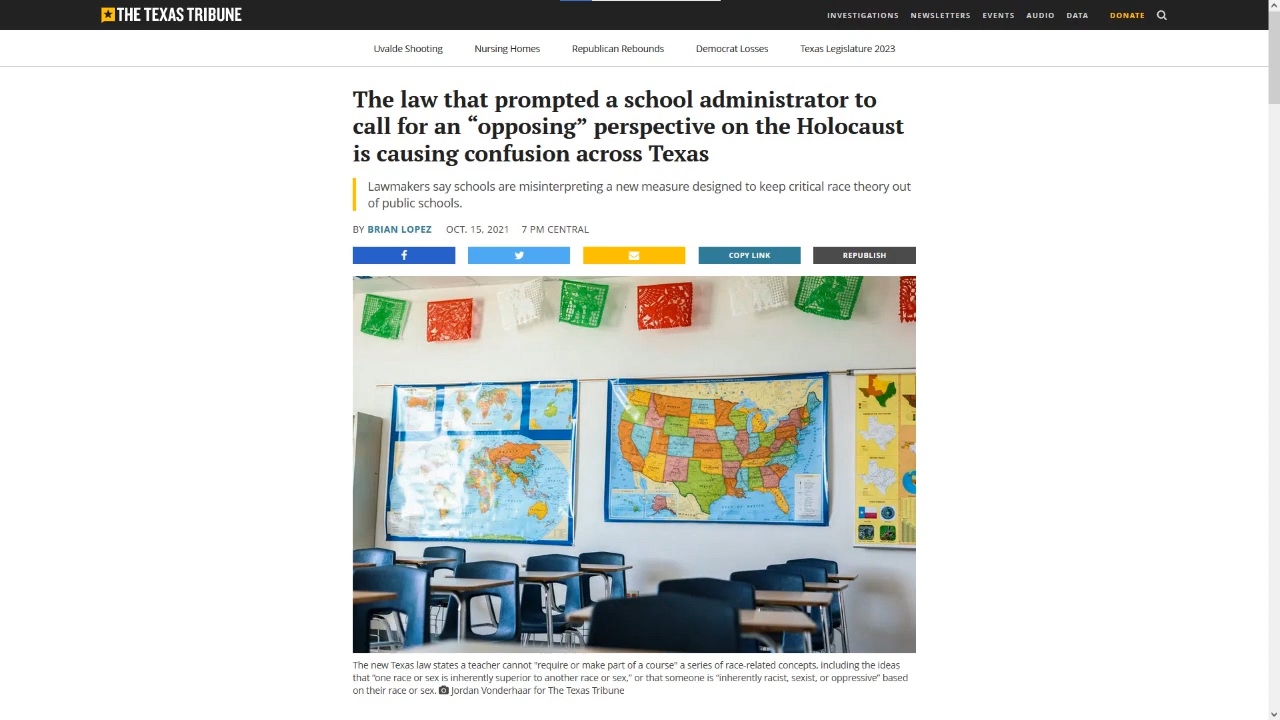 THE TEXAS TRIBUNE
INVESTIGATIONS NEWSLETTERS EVENTS AUDIO DATA DONATE
Uvalde Shooting Nursing Homes Republican Rebounds Democrat Losses Texas Legislature 2023
The law that prompted a school administrator to
call for an “opposing” perspective on the Holocaust
is causing confusion across Texas
Lawmakers say schools are misinterpreting a new measure designed to keep critical race theory out
of public schools.
BY BRIAN LOPEZ OCT. 15, 2021 7 PM CENTRAL
COPY LINK REPUBLISH
The new Texas law states a teacher cannot "require or make part of a course" a series of race-related concepts, including the ideas
that “one race or sex is inherently superior to another race or sex,” or that someone is “inherently racist, sexist, or oppressive” based
on their race or sex. Jordan Vonderhaar for The Texas Tribune